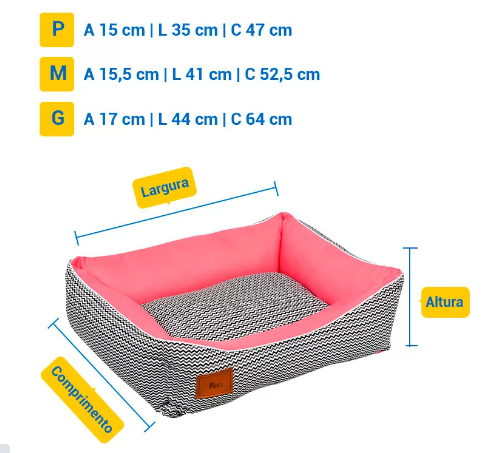 P A 15 cm | L 35 cm | C 47 cm
M A 15,5 cm | L 41 cm | C 52,5 cm
G A 17 cm | L 44 cm | C 64 cm
Largura
Altura
Comprimento